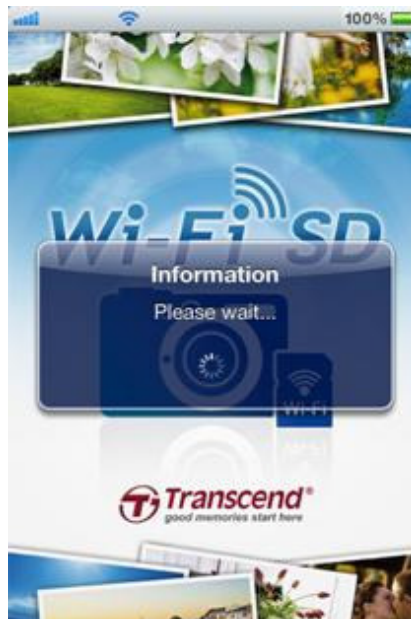 100%
Wi-Fi SD
Information
Please wait...
Wi-Fi
Transcend®
good memories start here